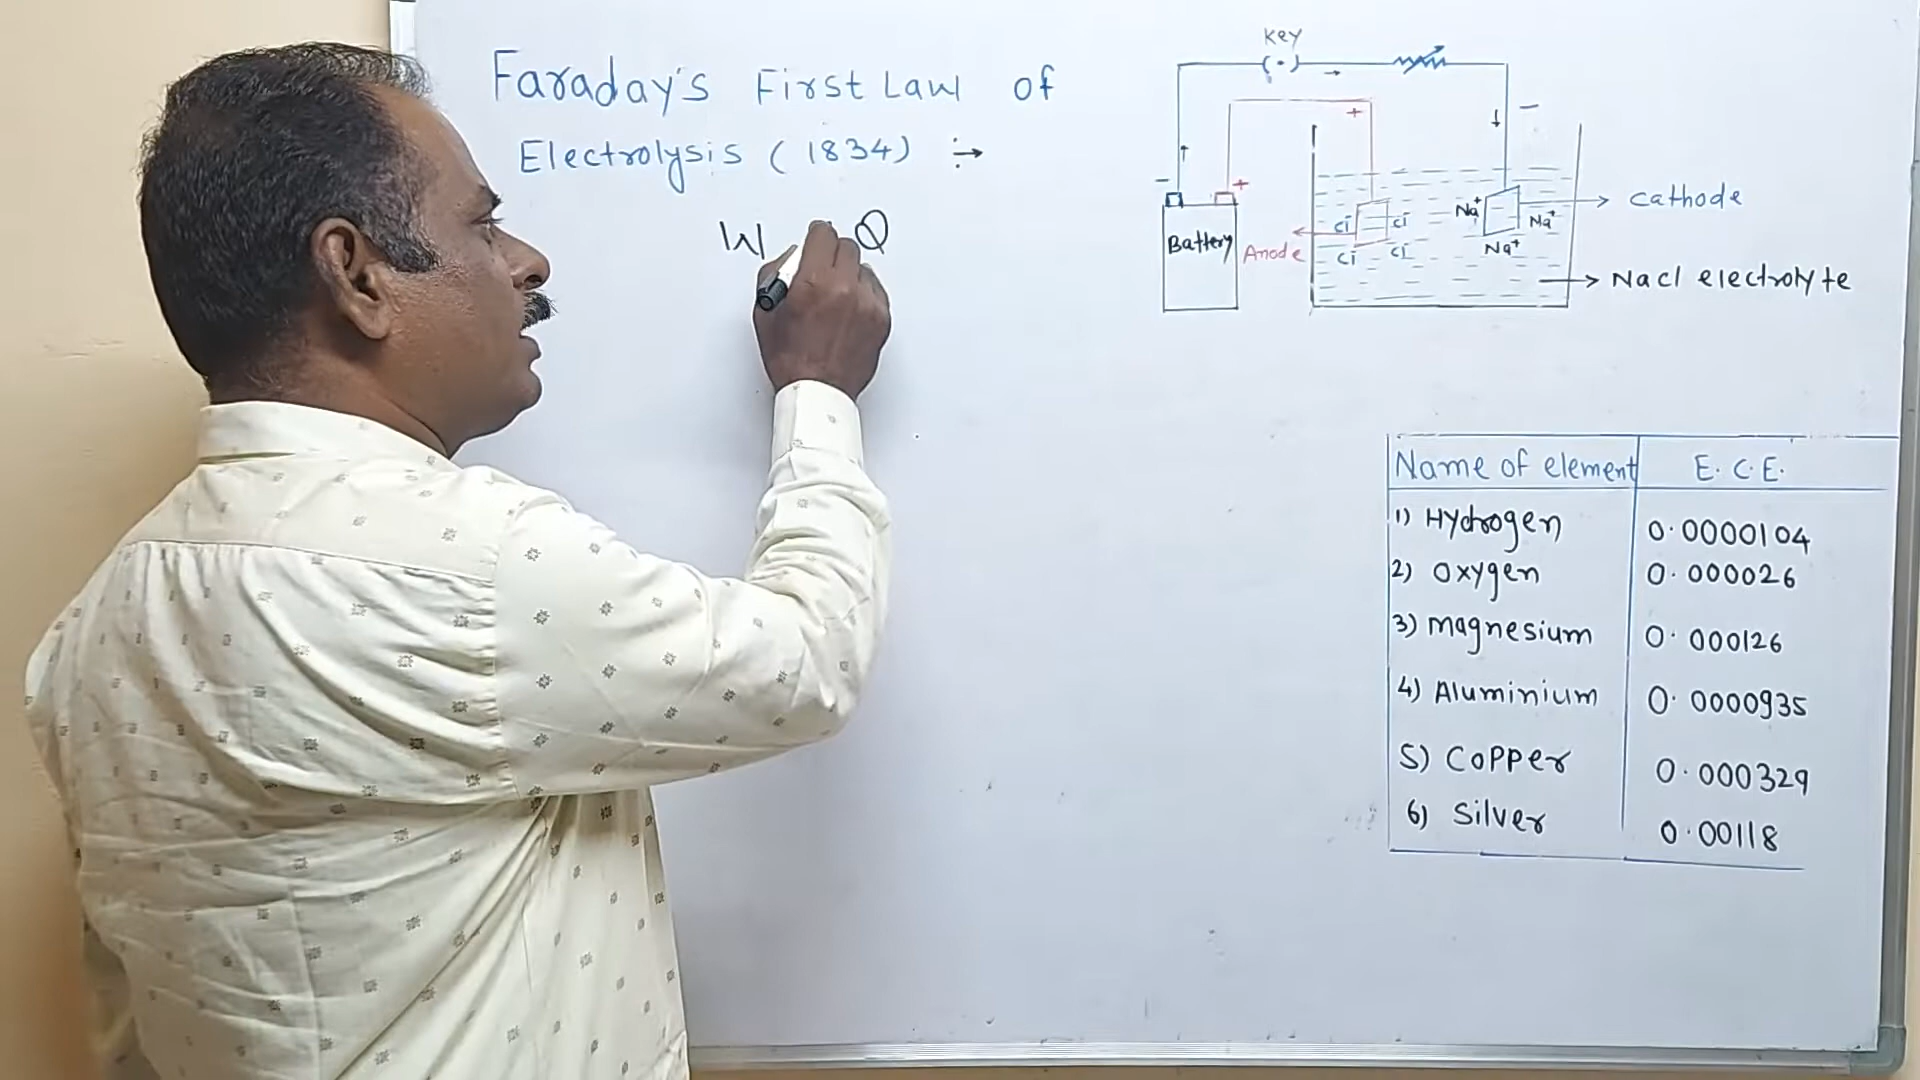 Faraday's First Law of
Electrolysis (1834) :→
W Q
Key
+
-
-
+
Battery
Anode
Cl⁻ Cl⁻
Cl⁻ Cl⁻
Na⁺ Na⁺
Na⁺
Cathode
NaCl electrolyte
Name of element E.C.E.
1) Hydrogen 0.0000104
2) Oxygen 0.000026
3) Magnesium 0.000126
4) Aluminium 0.0000935
5) Copper 0.000329
6) Silver 0.00118